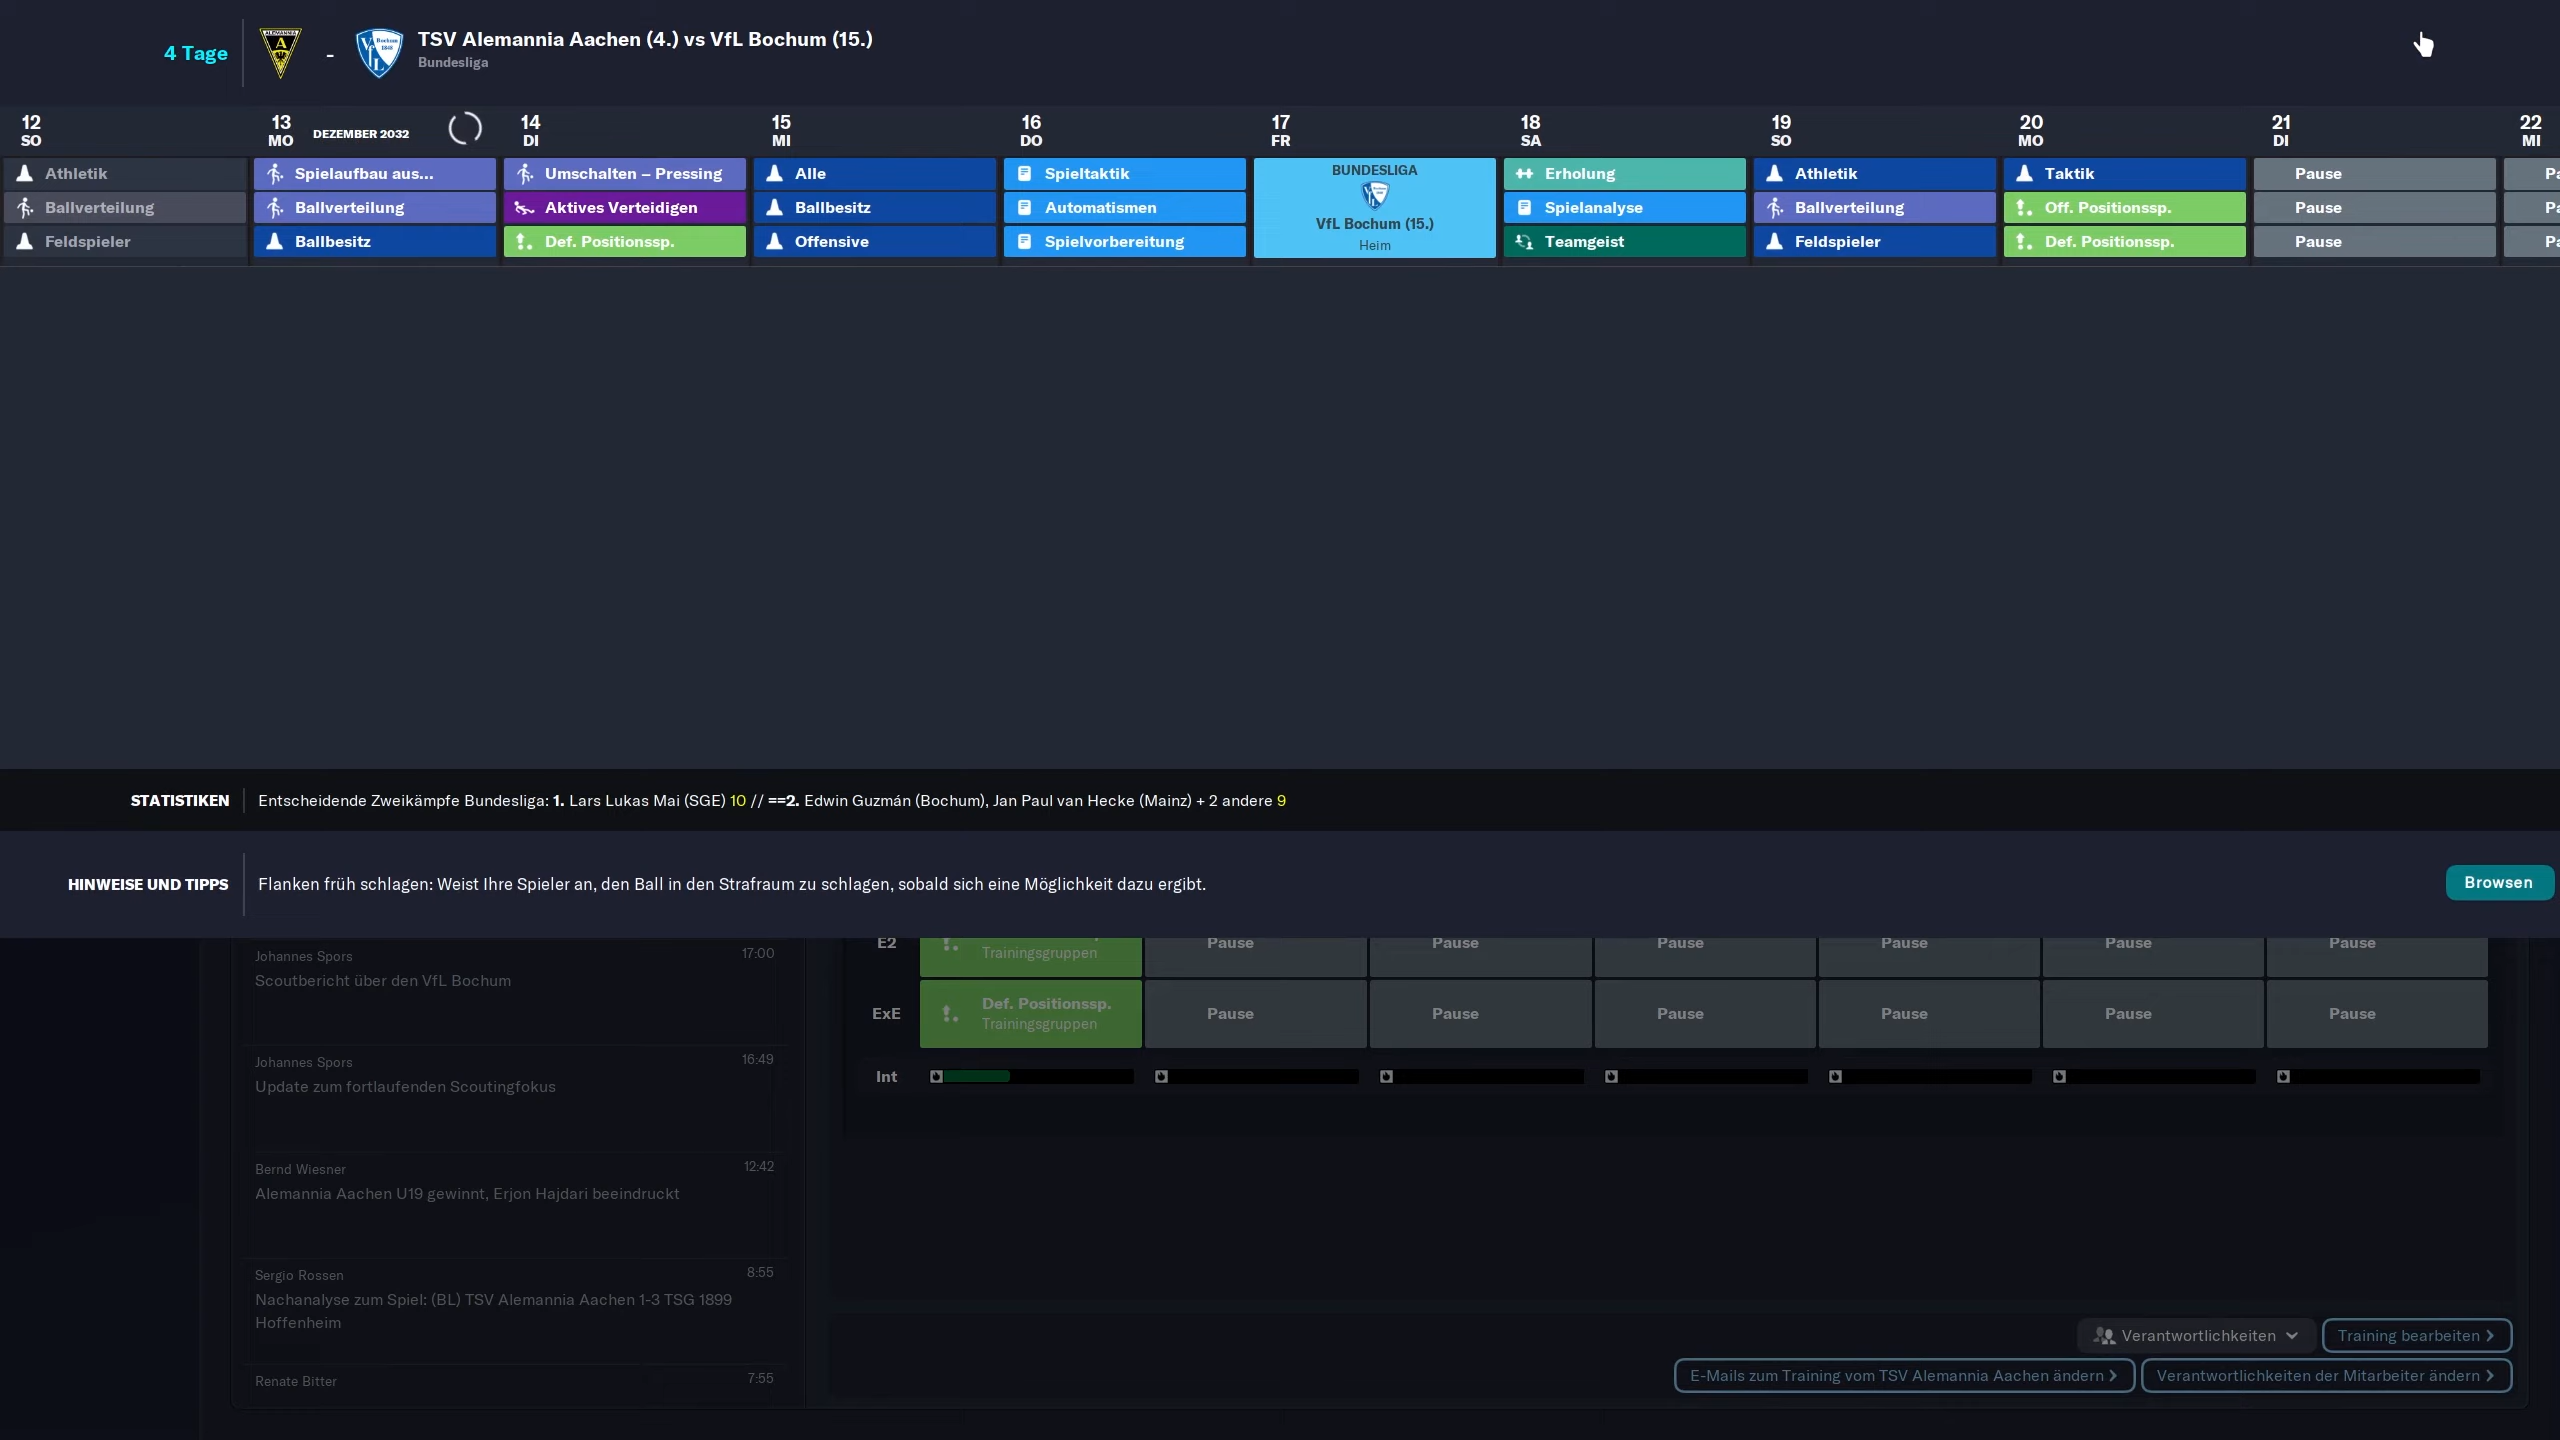 4 Tage
-
TSV Alemannia Aachen (4.) vs VfL Bochum (15.)
Bundesliga
12 SO
13 MO
DEZEMBER 2032
14 DI
15 MI
16 DO
17 FR
18 SA
19 SO
20 MO
21 DI
22 MI
Athletik
Ballverteilung
Feldspieler
Spielaufbau aus...
Ballverteilung
Ballbesitz
Umschalten – Pressing
Aktives Verteidigen
Def. Positionssp.
Alle
Ballbesitz
Offensive
Spieltaktik
Automatismen
Spielvorbereitung
BUNDESLIGA
VfL Bochum (15.)
Heim
Erholung
Spielanalyse
Teamgeist
Athletik
Ballverteilung
Feldspieler
Taktik
Off. Positionssp.
Def. Positionssp.
Pause
Pause
Pause
STATISTIKEN
Entscheidende Zweikämpfe Bundesliga: 1. Lars Lukas Mai (SGE) 10 // ==2. Edwin Guzmán (Bochum), Jan Paul van Hecke (Mainz) + 2 andere 9
HINWEISE UND TIPPS
Flanken früh schlagen: Weist Ihre Spieler an, den Ball in den Strafraum zu schlagen, sobald sich eine Möglichkeit dazu ergibt.
Browsen
Johannes Spors 17:00
Scoutbericht über den VfL Bochum
Johannes Spors 16:49
Update zum fortlaufenden Scoutingfokus
Bernd Wiesner 12:42
Alemannia Aachen U19 gewinnt, Erjon Hajdari beeindruckt
Sergio Rossen 8:55
Nachanalyse zum Spiel: (BL) TSV Alemannia Aachen 1-3 TSG 1899
Hoffenheim
Renate Bitter 7:55
E2 Trainingsgruppen Pause Pause Pause Pause Pause Pause
ExE Def. Positionssp. Pause Pause Pause Pause Pause Pause
Trainingsgruppen
Int
Verantwortlichkeiten
Training bearbeiten
E-Mails zum Training vom TSV Alemannia Aachen ändern
Verantwortlichkeiten der Mitarbeiter ändern